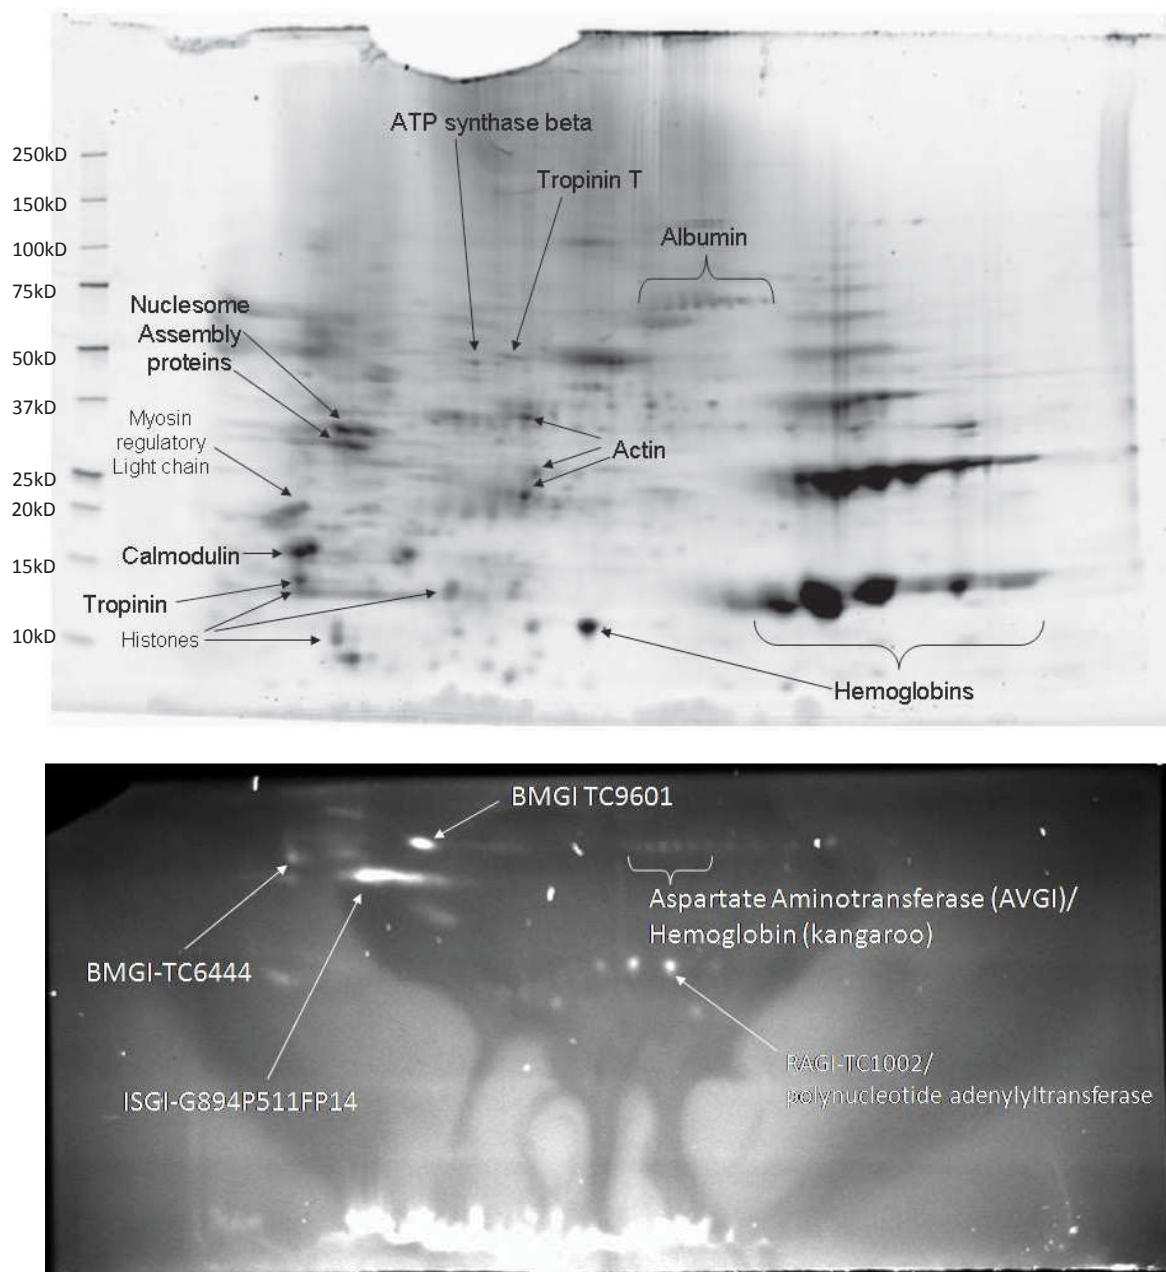 ATP synthase beta
Tropinin T
Albumin
250kD
150kD
100kD
75kD
50kD
37kD
25kD
20kD
15kD
10kD
Nuclesome
Assembly
proteins
Myosin
regulatory
Light chain
Actin
Calmodulin
Tropinin
Histones
Hemoglobins
BMGI TC9601
Aspartate Aminotransferase (AVGI)/
Hemoglobin (kangaroo)
BMGI-TC6444
ISGI-G894P511FP14
RAGI-TC1002/
polynucleotide adenylyltransferase